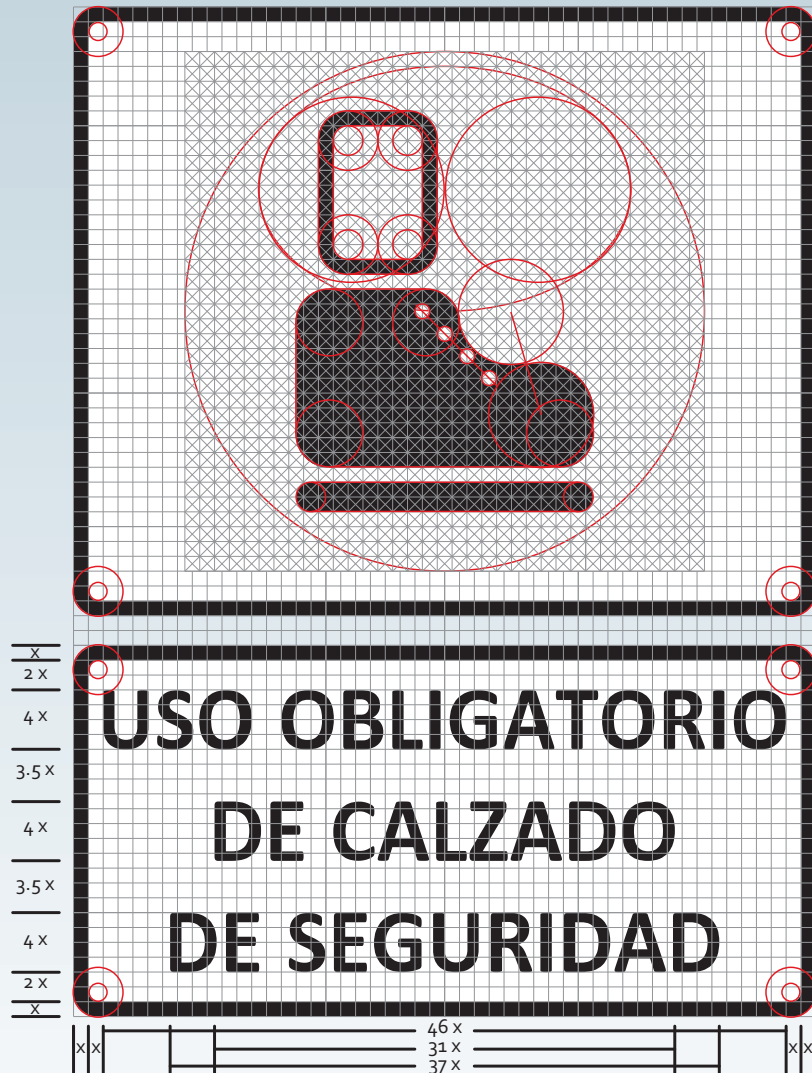 x
2 x
4 x
3.5 x
4 x
3.5 x
4 x
2 x
x
USO OBLIGATORIO
DE CALZADO
DE SEGURIDAD
x x 46 x x x
31 x
37 x